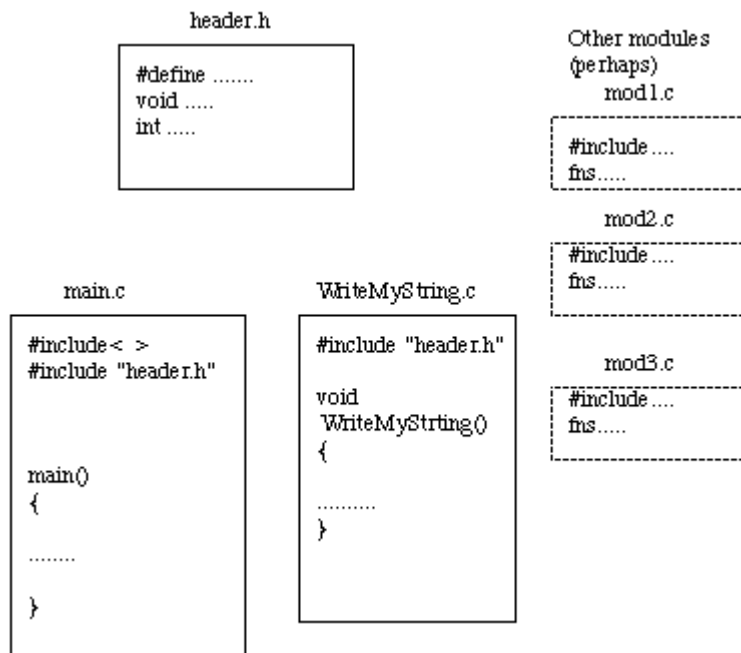 header.h
#define .......
void .....
int .....
Other modules
(perhaps)
mod1.c
#include ....
fns.....
mod2.c
#include ....
fns.....
mod3.c
#include ....
fns.....
main.c
#include< >
#include "header.h"
main()
{
........
}
WriteMyString.c
#include "header.h"
void
WriteMyStrting()
{
..........
}